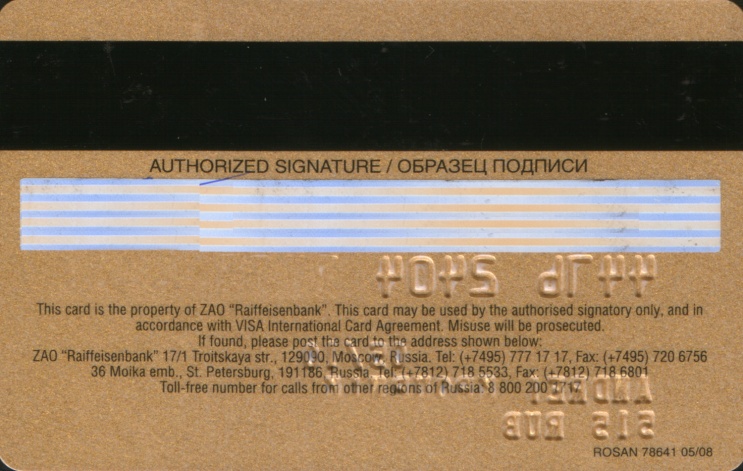 AUTHORIZED SIGNATURE / ОБРАЗЕЦ ПОДПИСИ
This card is the property of ZAO "Raiffeisenbank". This card may be used by the authorised signatory only, and in
accordance with VISA International Card Agreement. Misuse will be prosecuted.
If found, please post the card to the address shown below:
ZAO "Raiffeisenbank" 17/1 Troitskaya str., 129090, Moscow, Russia. Tel: (+7495) 777 17 17, Fax: (+7495) 720 6756
36 Moika emb., St. Petersburg, 191186, Russia, Tel: (+7812) 718 5533, Fax: (+7812) 718 6801
Toll-free number for calls from other regions of Russia: 8 800 200 1717
ROSAN 78641 05/08